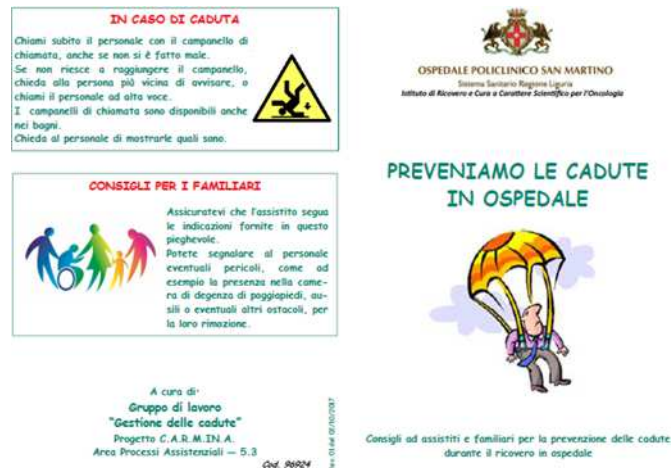 IN CASO DI CADUTA
Chiami subito il personale con il campanello di
chiamata, anche se non si è fatto male.
Se non riesce a raggiungere il campanello,
chieda alla persona più vicina di avvisare, o
chiami il personale ad alta voce.
I campanelli di chiamata sono disponibili anche
nei bagni.
Chieda al personale di mostrarle quali sono.
CONSIGLI PER I FAMILIARI
Assicuratevi che l'assistito segua
le indicazioni fornite in questo
pieghevole.
Potete segnalare al personale
eventuali pericoli, come ad
esempio la presenza nella came-
ra di degenza di poggiapiedi, au-
sili o eventuali altri ostacoli, per
la loro rimozione.
A cura di:
Gruppo di lavoro
"Gestione delle cadute"
Progetto C.A.R.M.IN.A.
Area Processi Assistenziali — 5.3
Cod. 96924
OSPEDALE POLICLINICO SAN MARTINO
Sistema Sanitario Regione Liguria
Istituto di Ricovero e Cura a Carattere Scientifico per l'Oncologia
PREVENIAMO LE CADUTE
IN OSPEDALE
Consigli ad assistiti e familiari per la prevenzione delle cadute
durante il ricovero in ospedale